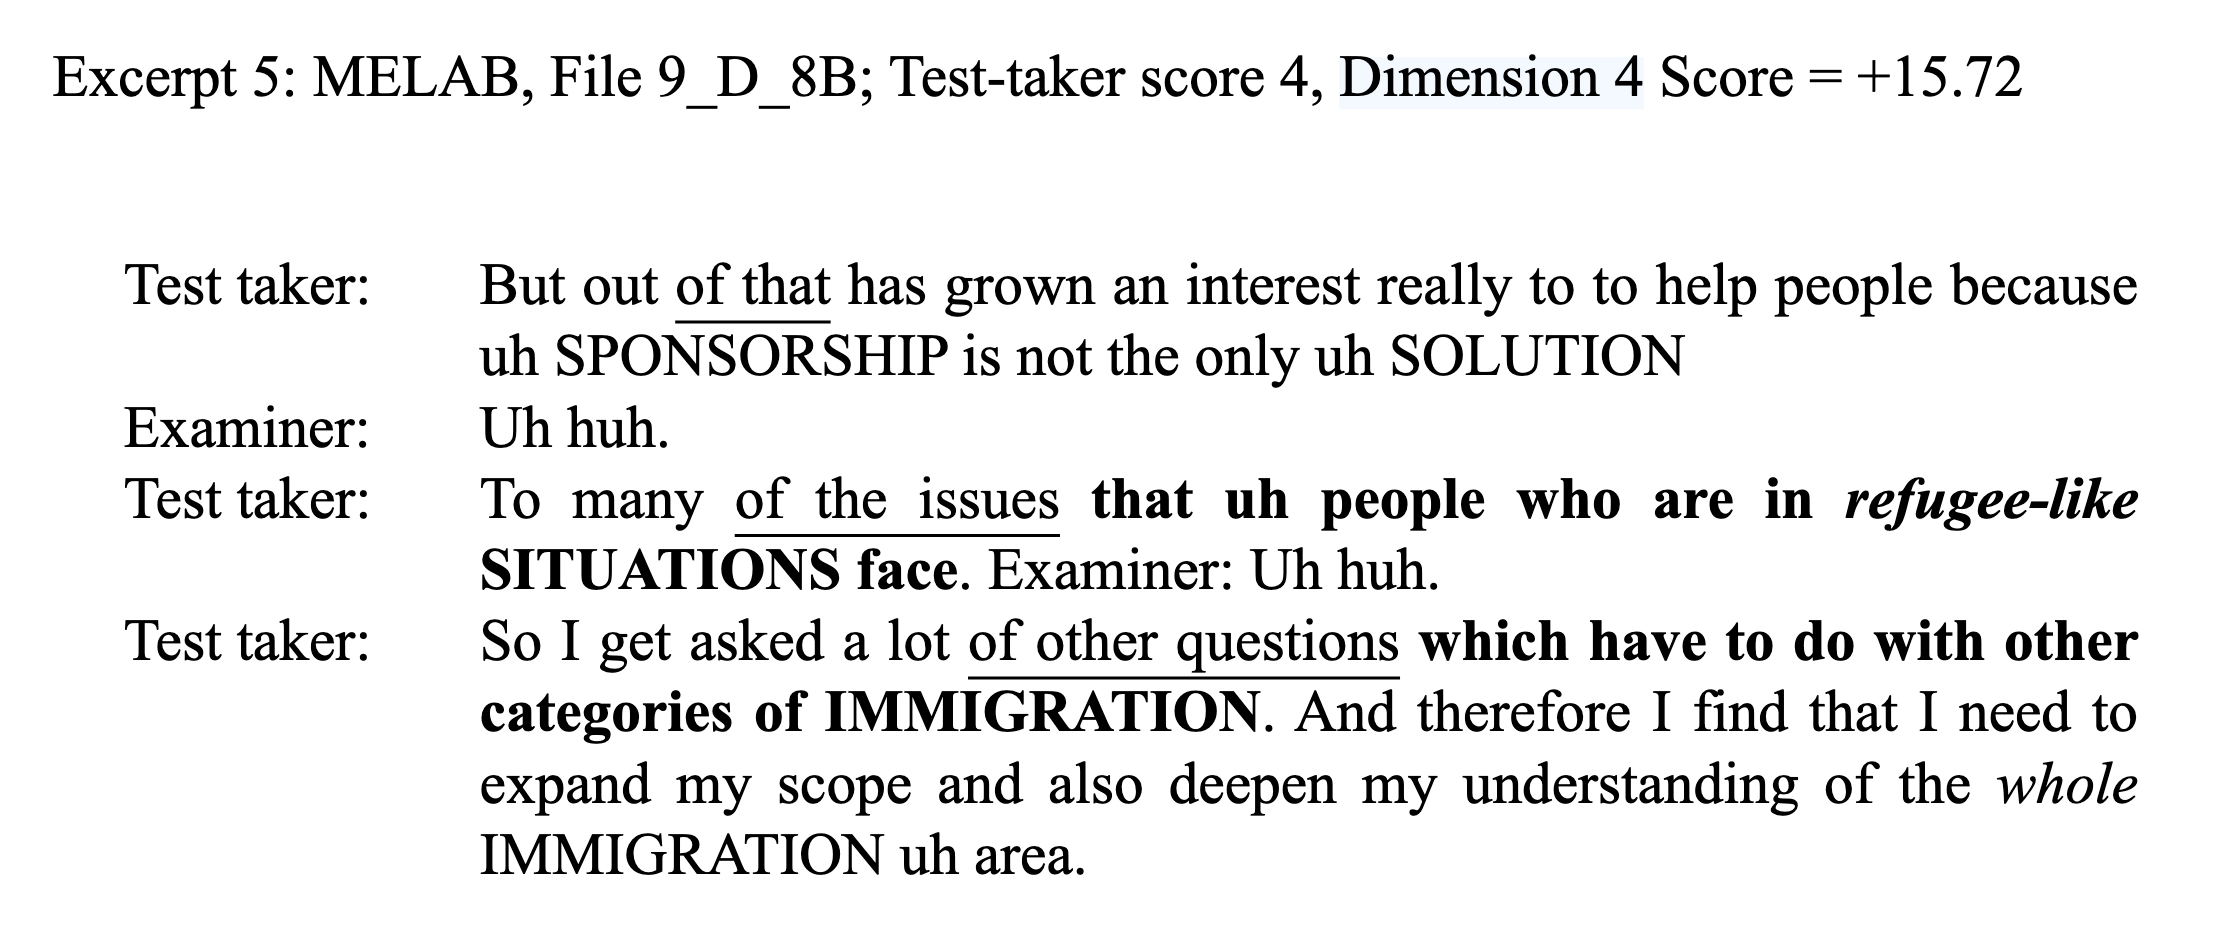 Excerpt 5: MELAB, File 9_D_8B; Test-taker score 4, Dimension 4 Score = +15.72
Test taker: But out of that has grown an interest really to to help people because
uh SPONSORSHIP is not the only uh SOLUTION
Examiner: Uh huh.
Test taker: To many of the issues that uh people who are in refugee-like
SITUATIONS face. Examiner: Uh huh.
Test taker: So I get asked a lot of other questions which have to do with other
categories of IMMIGRATION. And therefore I find that I need to
expand my scope and also deepen my understanding of the whole
IMMIGRATION uh area.